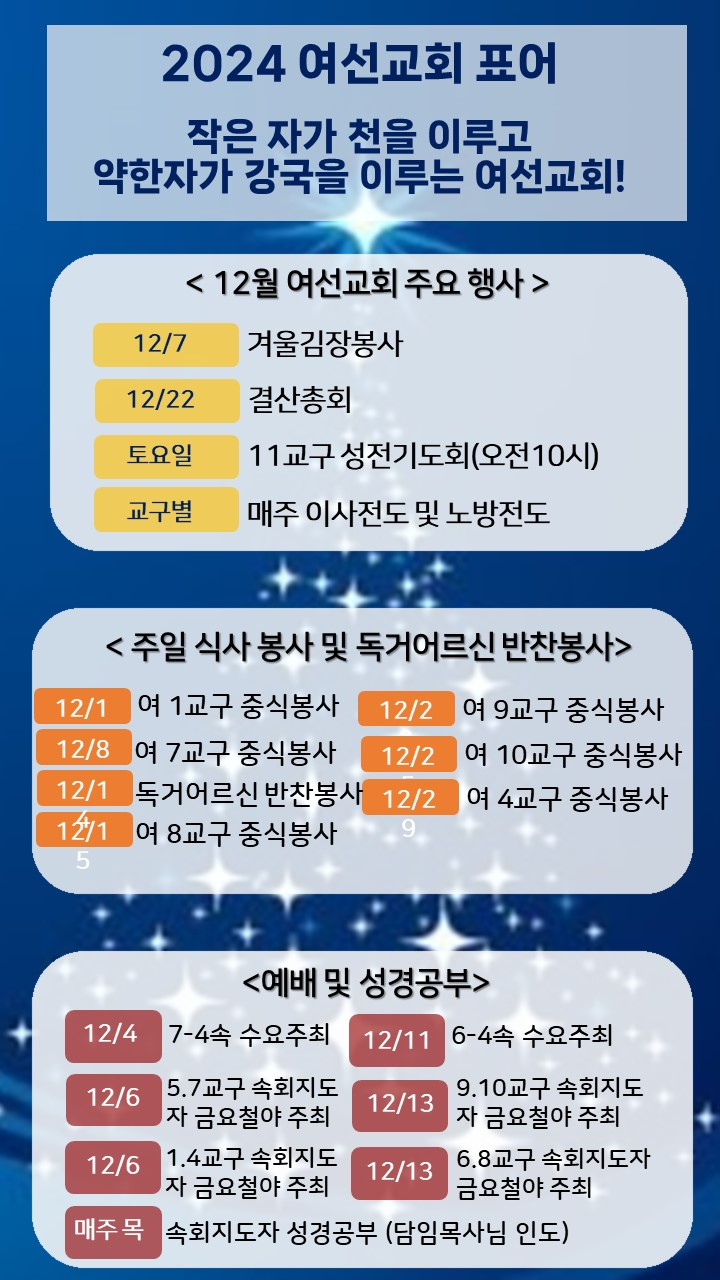 2024 여선교회 표어
작은 자가 천을 이루고
약한자가 강국을 이루는 여선교회!
< 12월 여선교회 주요 행사 >
12/7 겨울김장봉사
12/22 결산총회
토요일 11교구 성전기도회(오전10시)
교구별 매주 이사전도 및 노방전도
< 주일 식사 봉사 및 독거어르신 반찬봉사>
12/1 여 1교구 중식봉사
12/8 여 7교구 중식봉사
12/14 독거어르신 반찬봉사
12/15 여 8교구 중식봉사
12/2 여 9교구 중식봉사
12/25 여 10교구 중식봉사
12/29 여 4교구 중식봉사
<예배 및 성경공부>
12/4 7-4속 수요주최
12/11 6-4속 수요주최
12/6 5.7교구 속회지도
자 금요철야 주최
12/13 9.10교구 속회지도
자 금요철야 주최
12/6 1.4교구 속회지도
자 금요철야 주최
12/13 6.8교구 속회지도자
금요철야 주최
매주 목 속회지도자 성경공부 (담임목사님 인도)